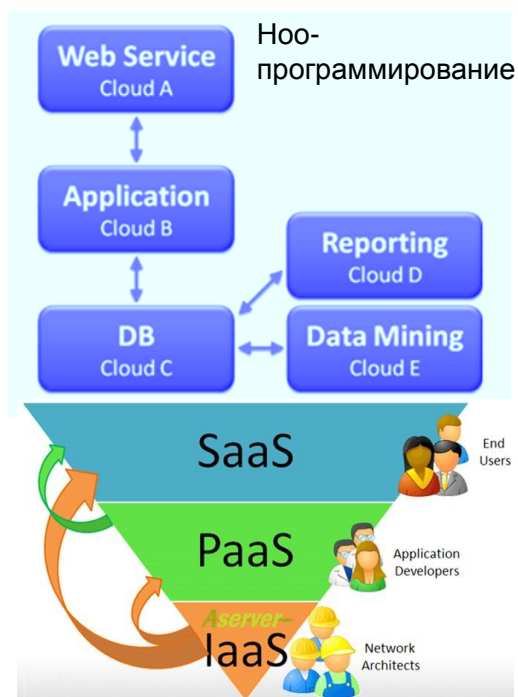 Ноо-
программирование
Web Service
Cloud A
Application
Cloud B
Reporting
Cloud D
DB
Cloud C
Data Mining
Cloud E
SaaS
End
Users
PaaS
Application
Developers
Aserver
IaaS
Network
Architects